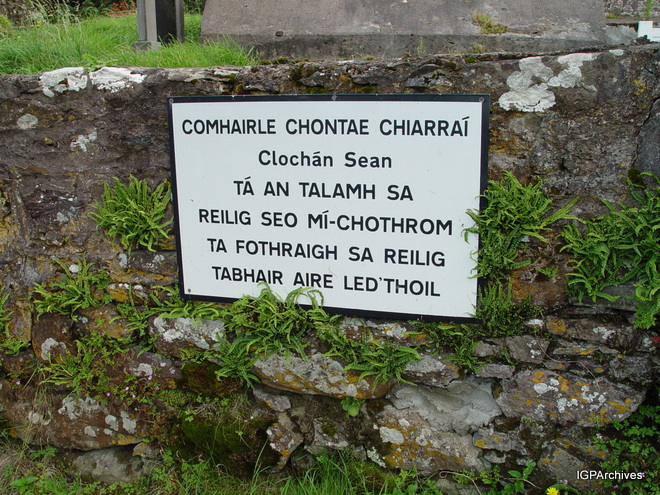 COMHAIRLE CHONTAE CHIARRAÍ
Clochán Sean
TÁ AN TALAMH SA
REILIG SEO MÍ-CHOTHROM
TA FOTHRAIGH SA REILIG
TABHAIR AIRE LED'THOIL
IGPArchives